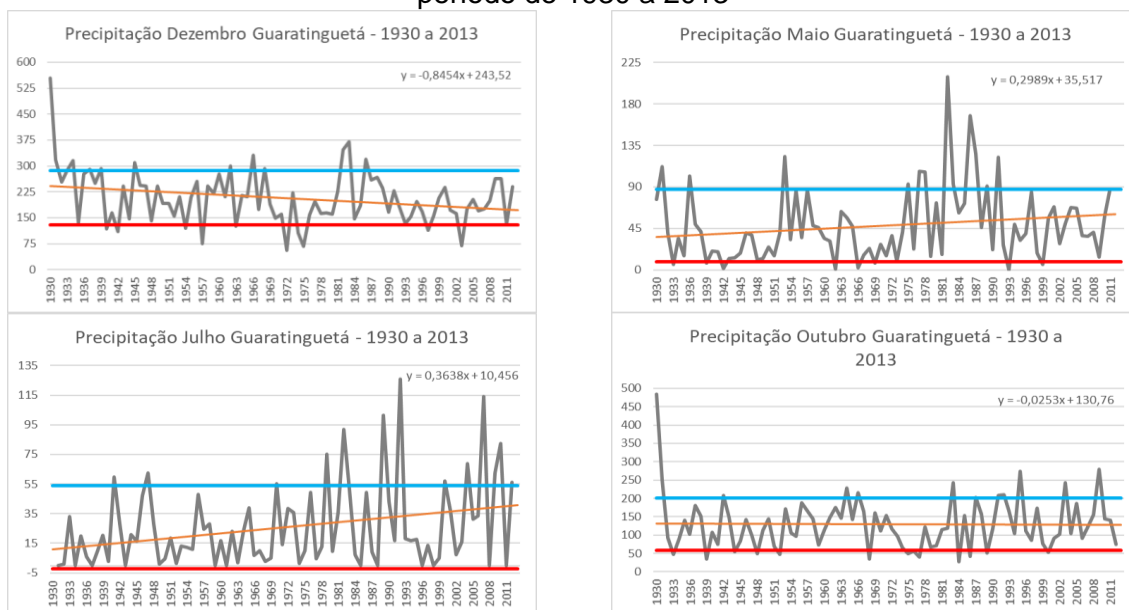 período de 1930 a 2013
Precipitação Dezembro Guaratinguetá - 1930 a 2013
y = -0,8454x + 243,52
600
525
450
375
300
225
150
75
0
1930 1933 1936 1939 1942 1945 1948 1951 1954 1957 1960 1963 1966 1969 1972 1975 1978 1981 1984 1987 1990 1993 1996 1999 2002 2005 2008 2011
Precipitação Maio Guaratinguetá - 1930 a 2013
y = 0,2989x + 35,517
225
180
135
90
45
0
1930 1933 1936 1939 1942 1945 1948 1951 1954 1957 1960 1963 1966 1969 1972 1975 1978 1981 1984 1987 1990 1993 1996 1999 2002 2005 2008 2011
Precipitação Julho Guaratinguetá - 1930 a 2013
y = 0,3638x + 10,456
135
115
95
75
55
35
15
-5
1930 1933 1936 1939 1942 1945 1948 1951 1954 1957 1960 1963 1966 1969 1972 1975 1978 1981 1984 1987 1990 1993 1996 1999 2002 2005 2008 2011
Precipitação Outubro Guaratinguetá - 1930 a
2013
y = -0,0253x + 130,76
500
450
400
350
300
250
200
150
100
50
0
1930 1933 1936 1939 1942 1945 1948 1951 1954 1957 1960 1963 1966 1969 1972 1975 1978 1981 1984 1987 1990 1993 1996 1999 2002 2005 2008 2011